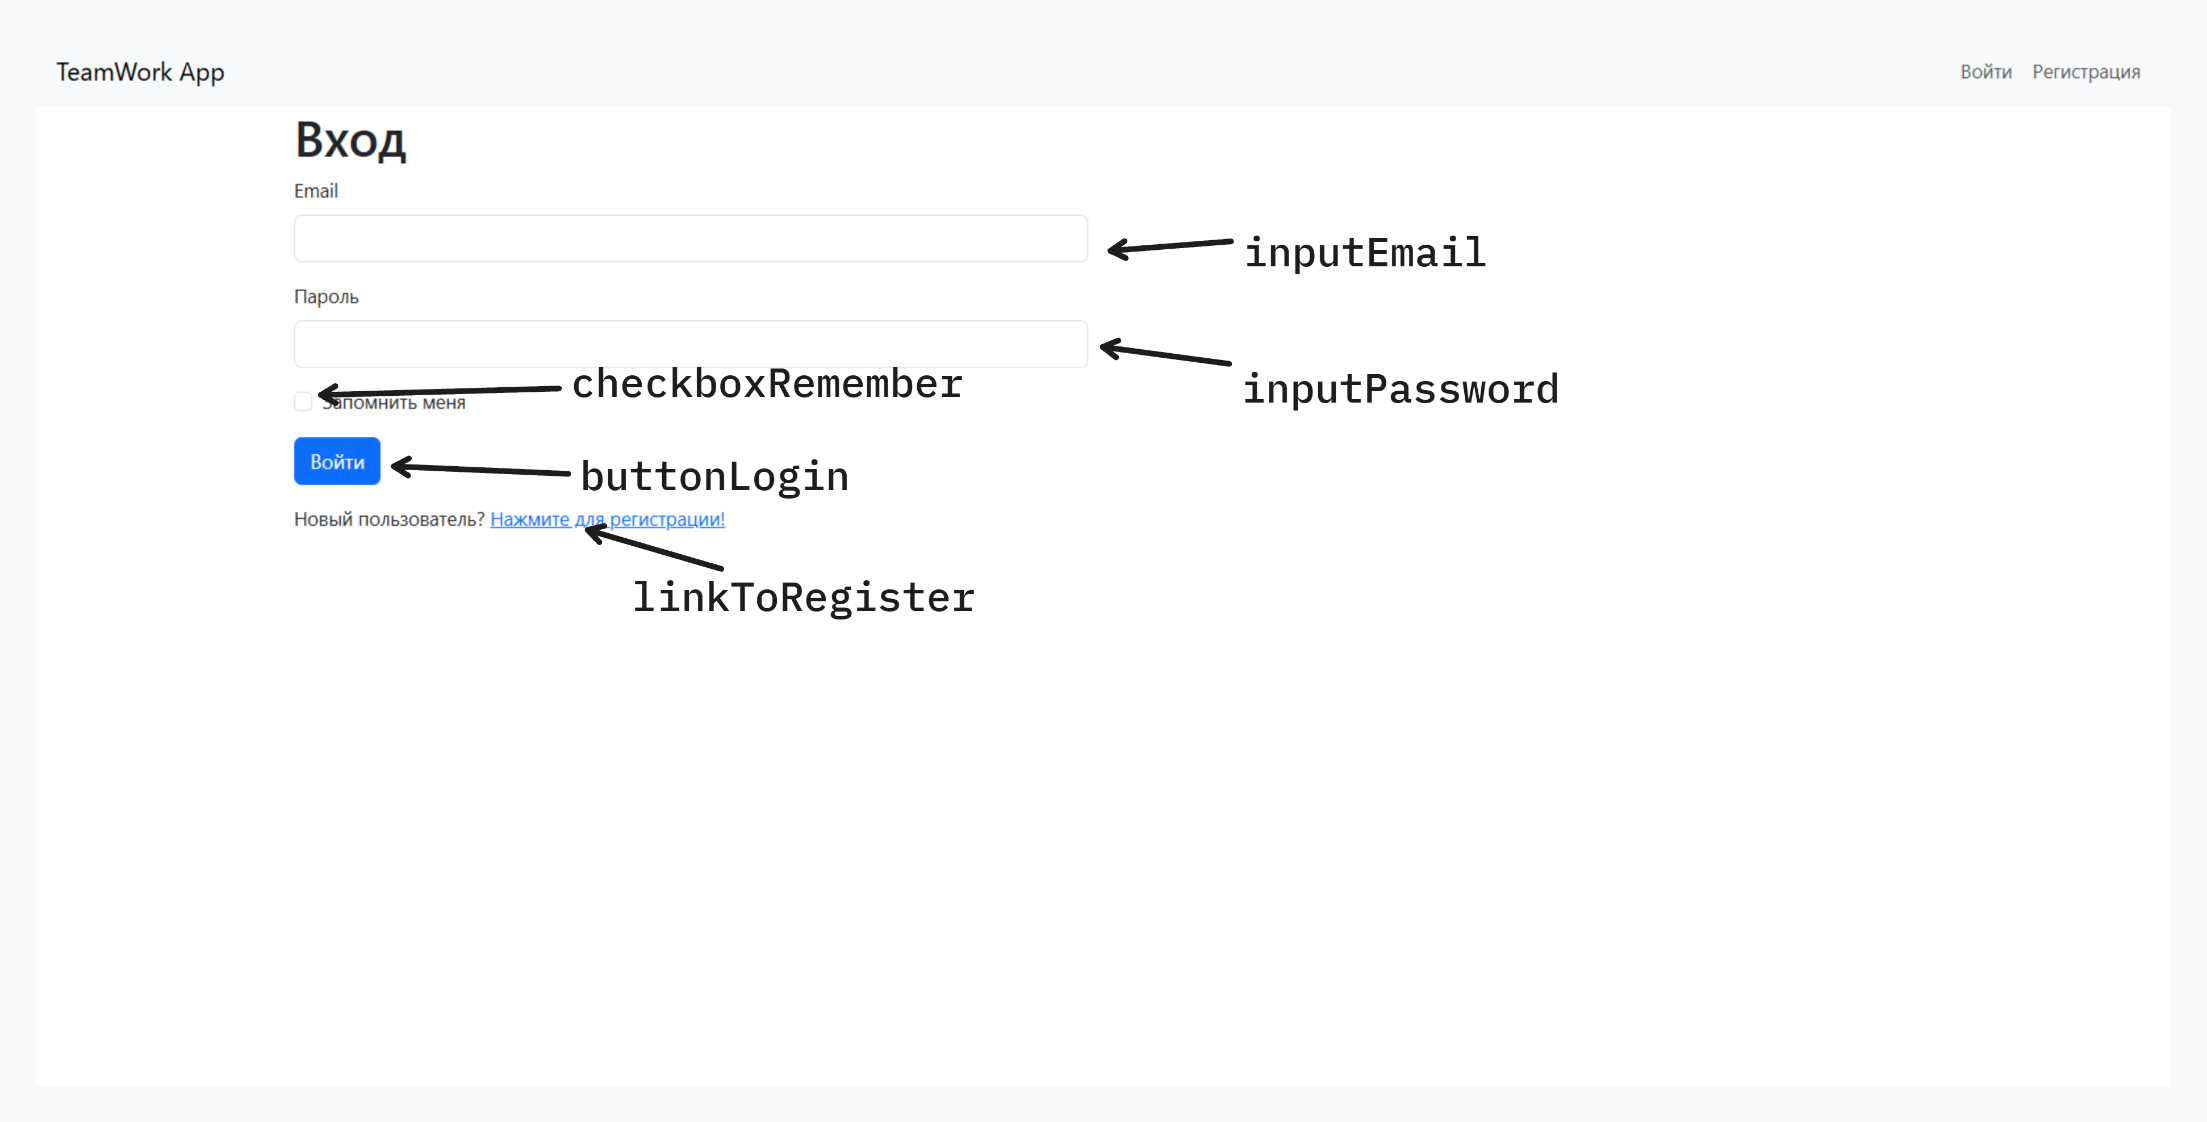 TeamWork App
Войти Регистрация
Вход
Email
inputEmail
Пароль
inputPassword
checkboxRemember
Запомнить меня
Войти
buttonLogin
Новый пользователь? Нажмите для регистрации!
linkToRegister